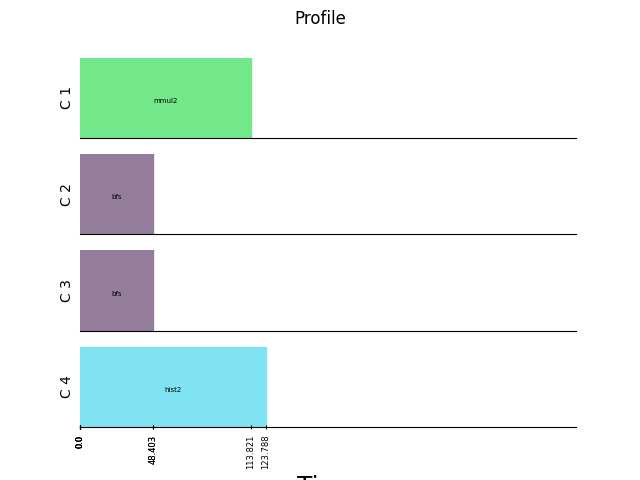 Profile
C 1
mmul2
C 2
bfs
C 3
bfs
C 4
hist2
0.0
48.403
113.821
123.788